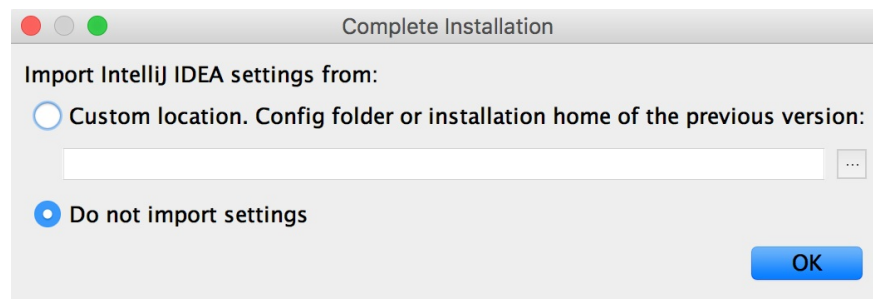 Complete Installation
Import IntelliJ IDEA settings from:
Custom location. Config folder or installation home of the previous version:
...
Do not import settings
OK